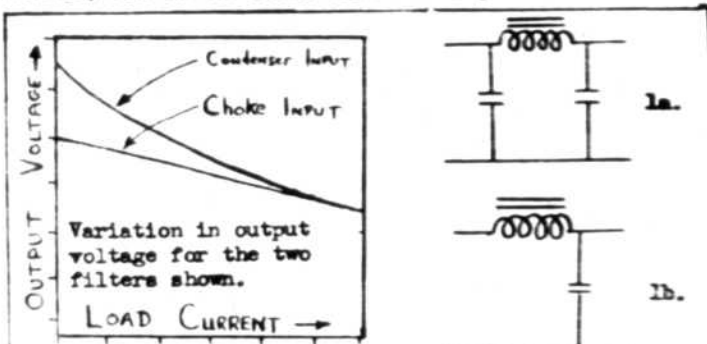 OUTPUT VOLTAGE →
Condenser INPUT
Choke INPUT
Variation in output
voltage for the two
filters shown.
LOAD CURRENT →
1a.
1b.